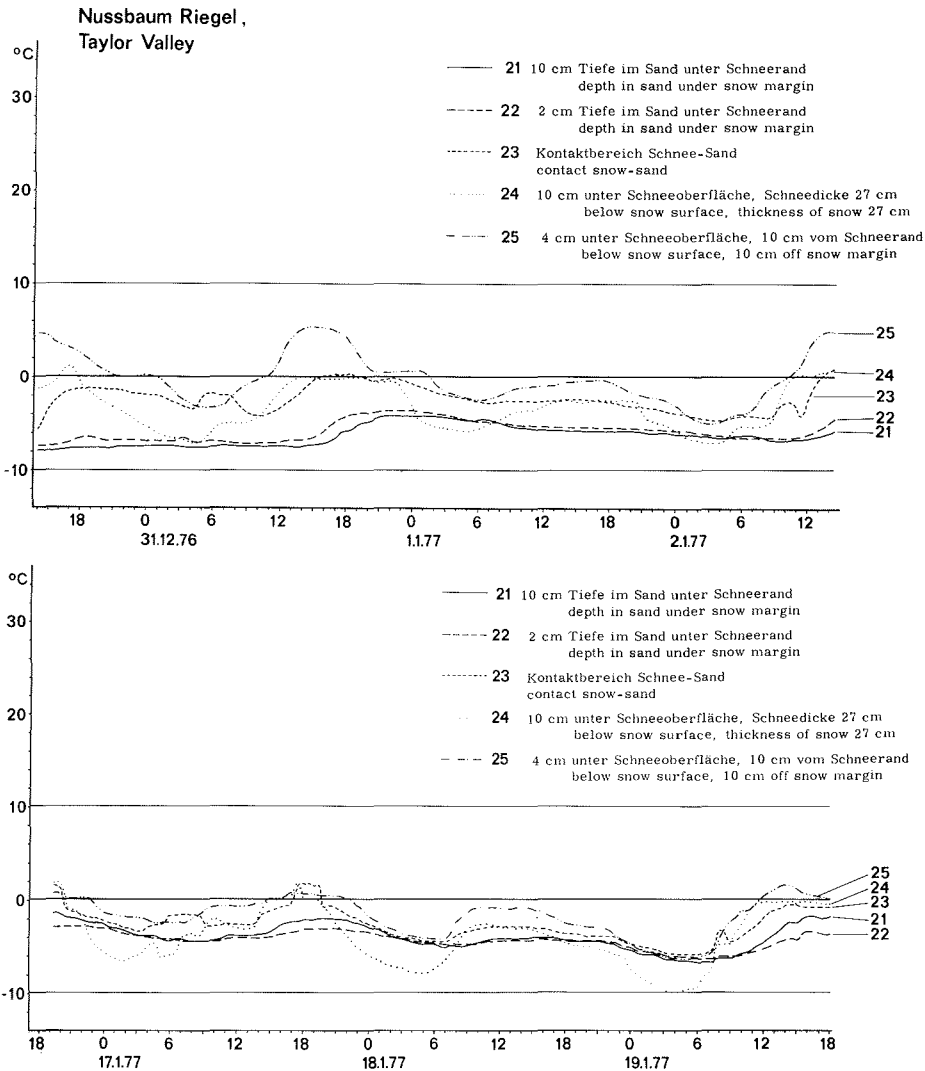 Nussbaum Riegel,
Taylor Valley
°C
30
20
10
0
-10
21 10 cm Tiefe im Sand unter Schneerand
depth in sand under snow margin
22 2 cm Tiefe im Sand unter Schneerand
depth in sand under snow margin
23 Kontaktbereich Schnee-Sand
contact snow-sand
24 10 cm unter Schneeoberfläche, Schneedicke 27 cm
below snow surface, thickness of snow 27 cm
25 4 cm unter Schneeoberfläche, 10 cm vom Schneerand
below snow surface, 10 cm off snow margin
25
24
23
22
21
18 0 6 12 18 0 6 12 18 0 6 12
31.12.76 1.1.77 2.1.77
°C
30
20
10
0
-10
21 10 cm Tiefe im Sand unter Schneerand
depth in sand under snow margin
22 2 cm Tiefe im Sand unter Schneerand
depth in sand under snow margin
23 Kontaktbereich Schnee-Sand
contact snow-sand
24 10 cm unter Schneeoberfläche, Schneedicke 27 cm
below snow surface, thickness of snow 27 cm
25 4 cm unter Schneeoberfläche, 10 cm vom Schneerand
below snow surface, 10 cm off snow margin
25
24
23
21
22
18 0 6 12 18 0 6 12 18 0 6 12 18
17.1.77 18.1.77 19.1.77